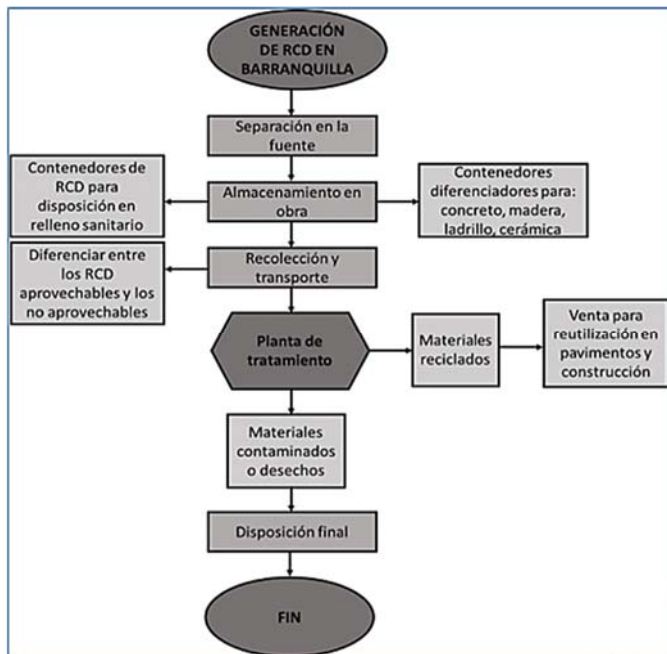 GENERACIÓN
DE RCD EN
BARRANQUILLA
Separación en la
fuente
Contenedores de
RCD para
disposición en
relleno sanitario
Almacenamiento en
obra
Contenedores
diferenciadores para:
concreto, madera,
ladrillo, cerámica
Diferenciar entre
los RCD
aprovechables y los
no aprovechables
Recolección y
transporte
Planta de
tratamiento
Materiales
reciclados
Venta para
reutilización en
pavimentos y
construcción
Materiales
contaminados
o desechos
Disposición final
FIN